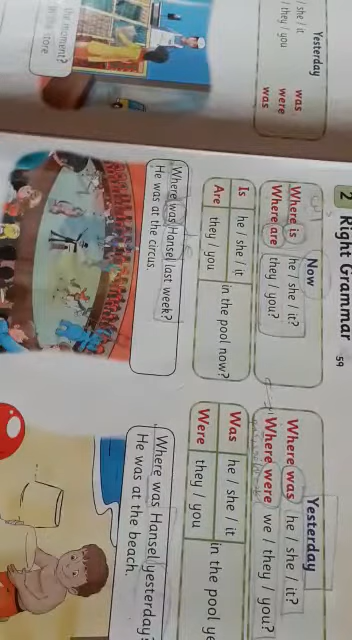 Yesterday
/ she / it was
/ they / you were
was
the moment?
2 Right Grammar
59
Now
Where is he / she / it?
Where are they / you?
Is he / she / it
Are they / you
in the pool now?
Where was Hansel last week?
He was at the circus.
Yesterday
Where was he / she / it?
Where were we / they / you?
Was he / she / it
Were they / you
in the pool ye
Where was Hansel yesterday?
He was at the beach.